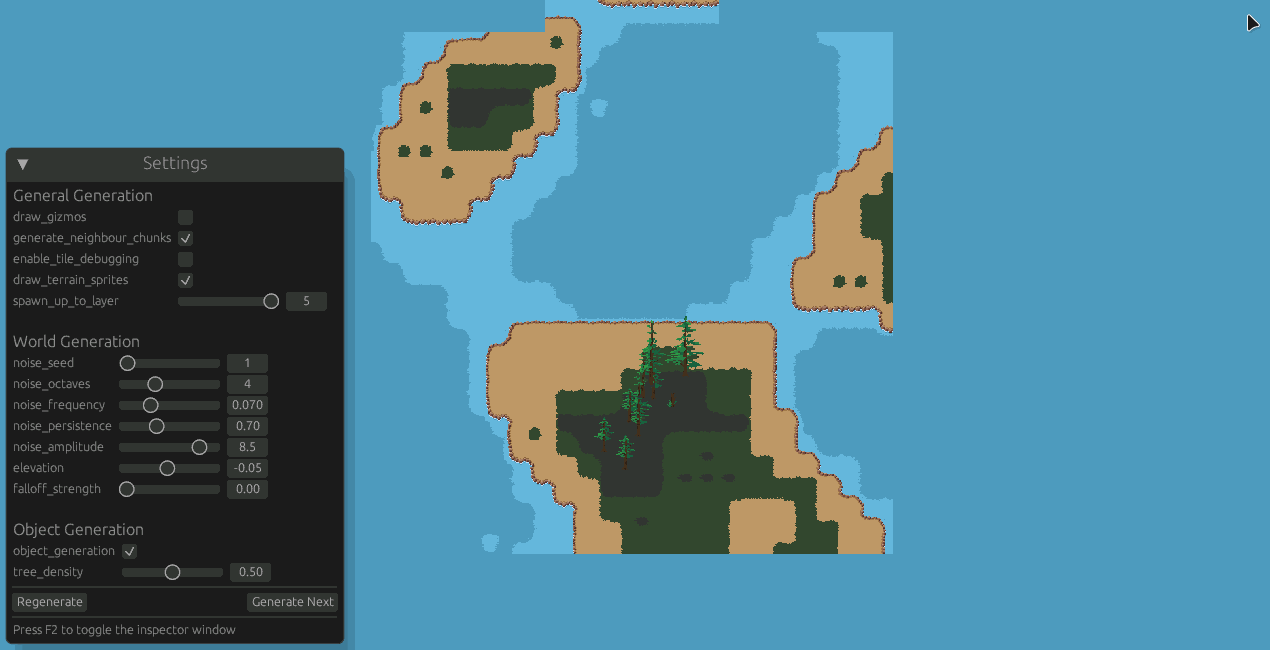 Settings
General Generation
draw_gizmos
generate_neighbour_chunks
enable_tile_debugging
draw_terrain_sprites
spawn_up_to_layer 5
World Generation
noise_seed 1
noise_octaves 4
noise_frequency 0.070
noise_persistence 0.70
noise_amplitude 8.5
elevation -0.05
falloff_strength 0.00
Object Generation
object_generation
tree_density 0.50
Regenerate Generate Next
Press F2 to toggle the inspector window